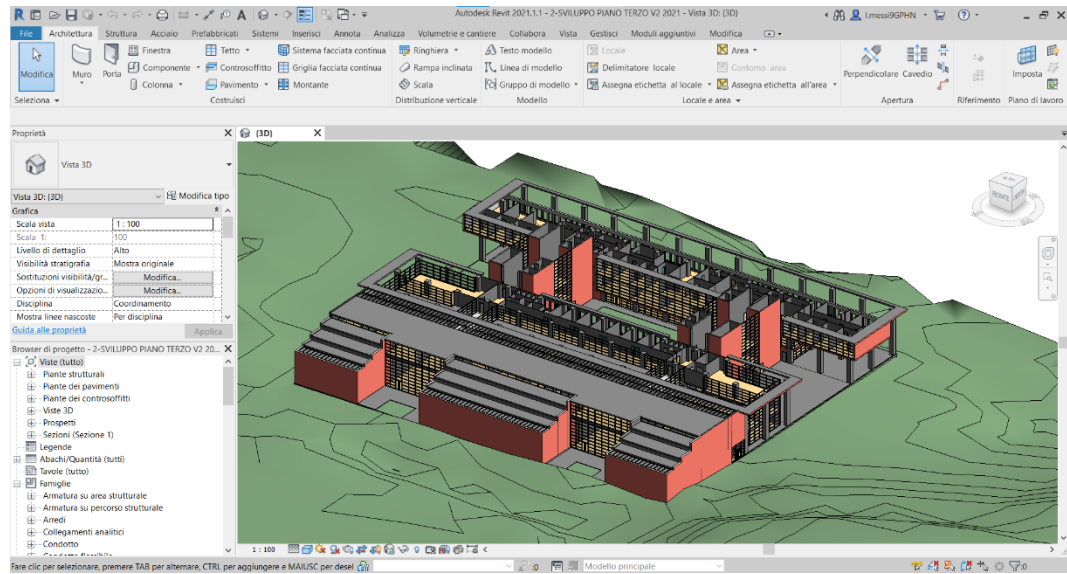 Autodesk Revit 2021.1.1 - 2-SVILUPPO PIANO TERZO V2 2021 - Vista 3D: {3D}
l.messi9GPHN
File Architettura Struttura Acciaio Prefabbricati Sistemi Inserisci Annota Analizza Volumetrie e cantiere Collabora Vista Gestisci Moduli aggiuntivi Modifica
Modifica
Muro
Porta
Finestra
Componente
Colonna
Tetto
Controsoffitto
Pavimento
Sistema facciata continua
Griglia facciata continua
Montante
Ringhiera
Rampa inclinata
Scala
Testo modello
Linea di modello
Gruppo di modello
Locale
Delimitatore locale
Assegna etichetta al locale
Area
Contorno area
Assegna etichetta all'area
Perpendicolare
Cavedio
Imposta
Seleziona
Costruisci
Distribuzione verticale
Modello
Locale e area
Apertura
Riferimento
Piano di lavoro
Proprietà
{3D}
Vista 3D
Vista 3D: {3D}
Modifica tipo
Grafica
Scala vista 1 : 100
Scala 1: 100
Livello di dettaglio Alto
Visibilità stratigrafia Mostra originale
Sostituzioni visibilità/gr... Modifica...
Opzioni di visualizzazio... Modifica...
Disciplina Coordinamento
Mostra linee nascoste Per disciplina
Guida alle proprietà Applica
Browser di progetto - 2-SVILUPPO PIANO TERZO V2 20...
Viste (tutto)
Piante strutturali
Piante dei pavimenti
Piante dei controsoffitti
Viste 3D
Prospetti
Sezioni (Sezione 1)
Legende
Abachi/Quantità (tutti)
Tavole (tutto)
Famiglie
Armatura su area strutturale
Armatura su percorso strutturale
Arredi
Collegamenti analitici
Condotto
1 : 100
Fare clic per selezionare, premere TAB per alternare, CTRL per aggiungere e MAIUSC per desel
:0
Modello principale
:0